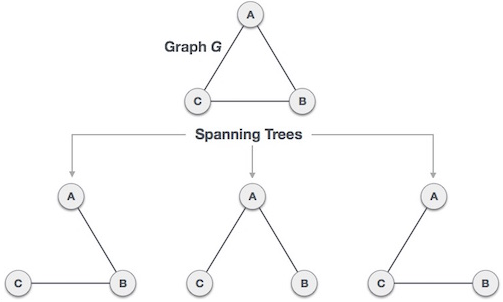 A
Graph G
C B
Spanning Trees
A A A
C B C B C B